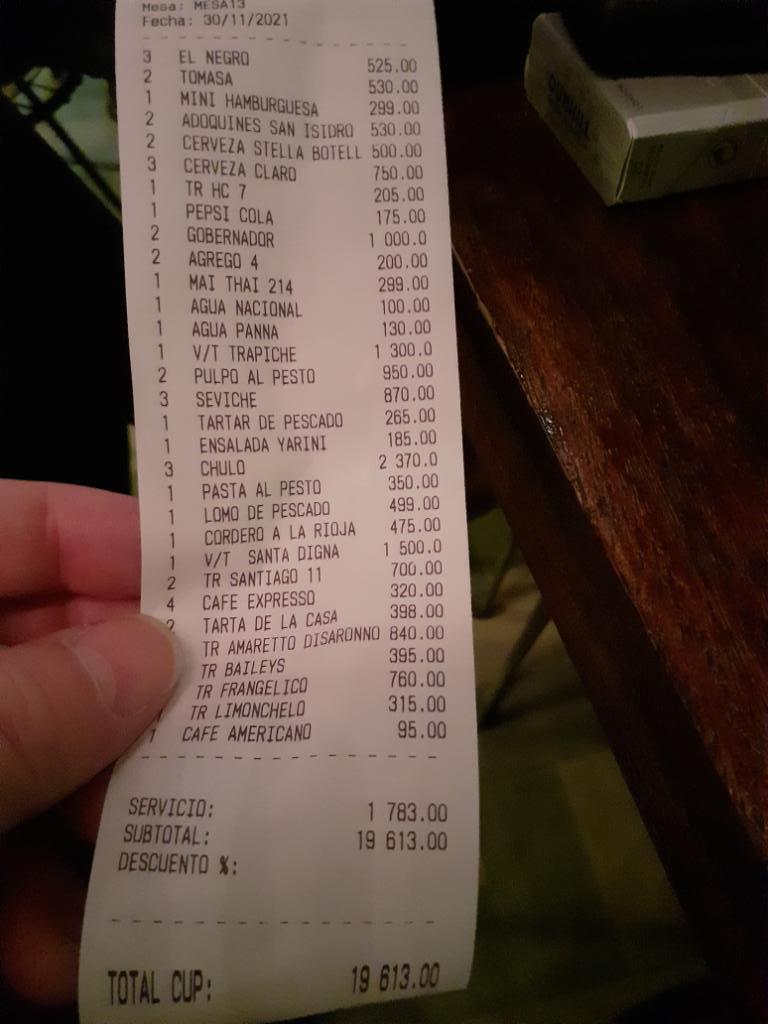 Mesa: MESA13
Fecha: 30/11/2021
3 EL NEGRO 525.00
2 TOMASA 530.00
1 MINI HAMBURGUESA 299.00
2 ADOQUINES SAN ISIDRO 530.00
2 CERVEZA STELLA BOTELL 500.00
3 CERVEZA CLARO 750.00
1 TR HC 7 205.00
1 PEPSI COLA 175.00
2 GOBERNADOR 1 000.0
2 AGREGO 4 200.00
1 MAI THAI 214 299.00
1 AGUA NACIONAL 100.00
1 AGUA PANNA 130.00
1 V/T TRAPICHE 1 300.0
2 PULPO AL PESTO 950.00
3 SEVICHE 870.00
1 TARTAR DE PESCADO 265.00
1 ENSALADA YARINI 185.00
3 CHULO 2 370.0
1 PASTA AL PESTO 350.00
1 LOMO DE PESCADO 499.00
1 CORDERO A LA RIOJA 475.00
1 V/T SANTA DIGNA 1 500.0
2 TR SANTIAGO 11 700.00
4 CAFE EXPRESSO 320.00
2 TARTA DE LA CASA 398.00
TR AMARETTO DISARONNO 840.00
TR BAILEYS 395.00
TR FRANGELICO 760.00
TR LIMONCHELO 315.00
1 CAFE AMERICANO 95.00
SERVICIO: 1 783.00
SUBTOTAL: 19 613.00
DESCUENTO %:
TOTAL CUP: 19 613.00
DUNHILL